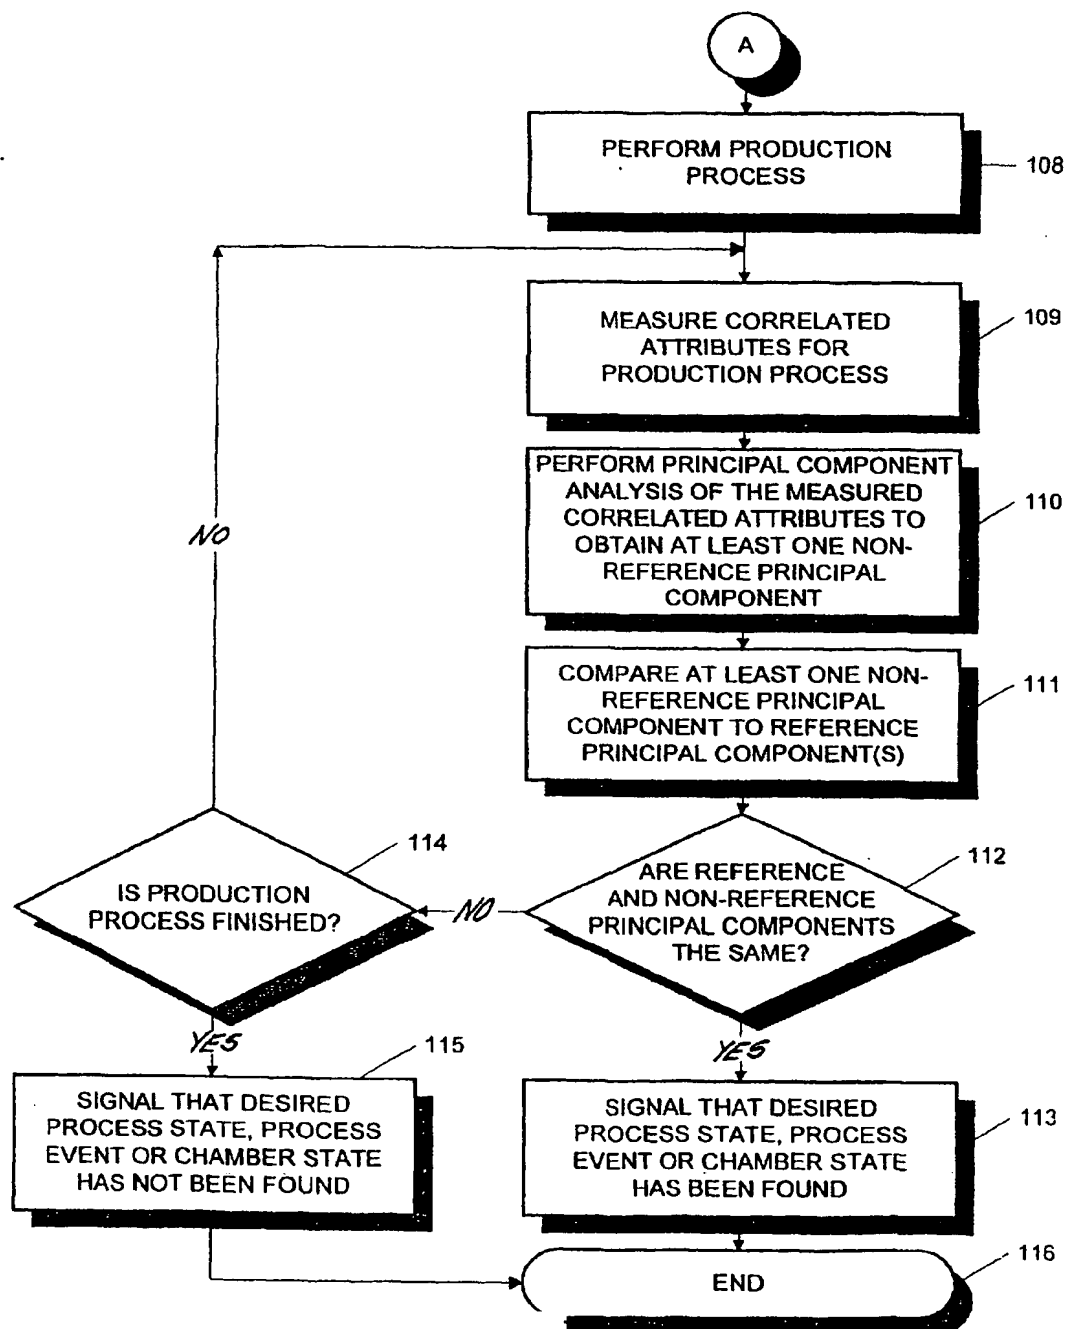 A
PERFORM PRODUCTION
PROCESS
108
MEASURE CORRELATED
ATTRIBUTES FOR
PRODUCTION PROCESS
109
PERFORM PRINCIPAL COMPONENT
ANALYSIS OF THE MEASURED
CORRELATED ATTRIBUTES TO
OBTAIN AT LEAST ONE NON-
REFERENCE PRINCIPAL
COMPONENT
110
COMPARE AT LEAST ONE NON-
REFERENCE PRINCIPAL
COMPONENT TO REFERENCE
PRINCIPAL COMPONENT(S)
111
ARE REFERENCE
AND NON-REFERENCE
PRINCIPAL COMPONENTS
THE SAME?
112
NO
IS PRODUCTION
PROCESS FINISHED?
114
NO
YES
SIGNAL THAT DESIRED
PROCESS STATE, PROCESS
EVENT OR CHAMBER STATE
HAS NOT BEEN FOUND
115
YES
SIGNAL THAT DESIRED
PROCESS STATE, PROCESS
EVENT OR CHAMBER STATE
HAS BEEN FOUND
113
END
116